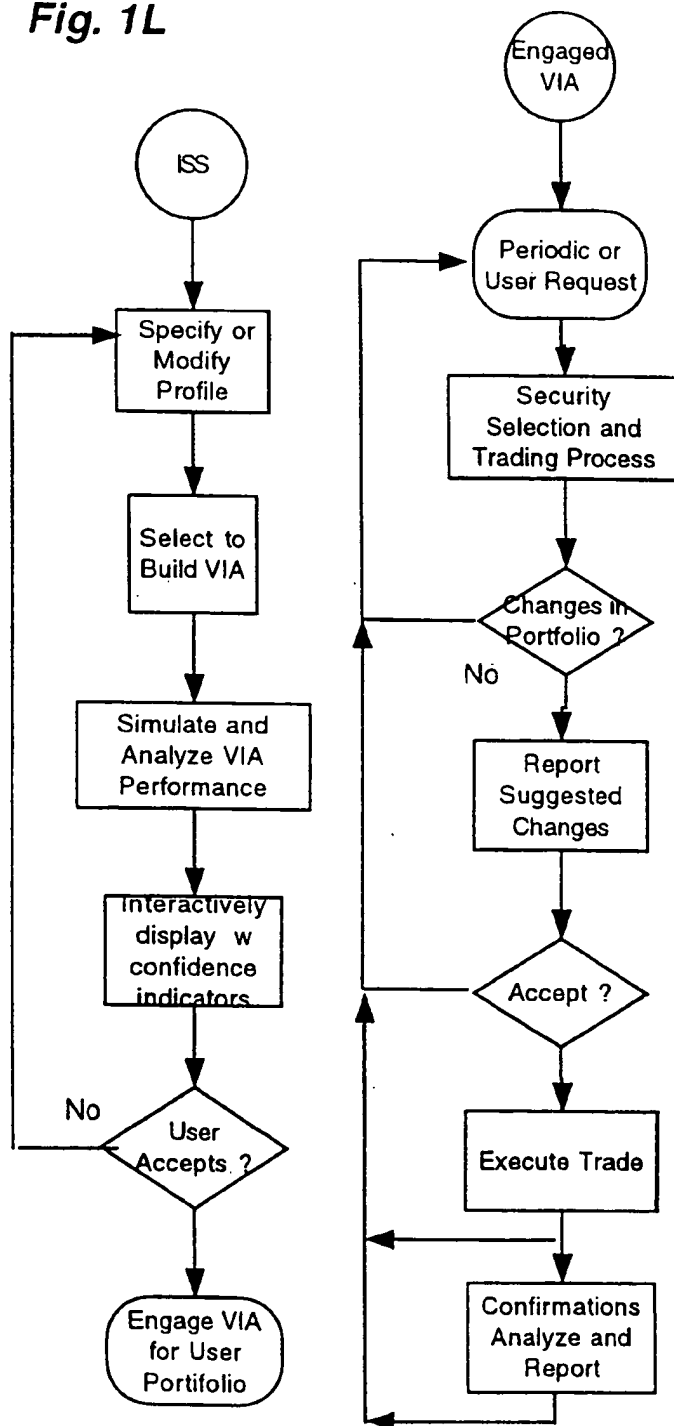 Fig. 1L
ISS
Specify or
Modify
Profile
Select to
Build VIA
Simulate and
Analyze VIA
Performance
Interactively
display w
confidence
indicators
No
User
Accepts ?
Engage VIA
for User
Portifolio
Engaged
VIA
Periodic or
User Request
Security
Selection and
Trading Process
Changes in
Portfolio ?
No
Report
Suggested
Changes
Accept ?
Execute Trade
Confirmations
Analyze and
Report